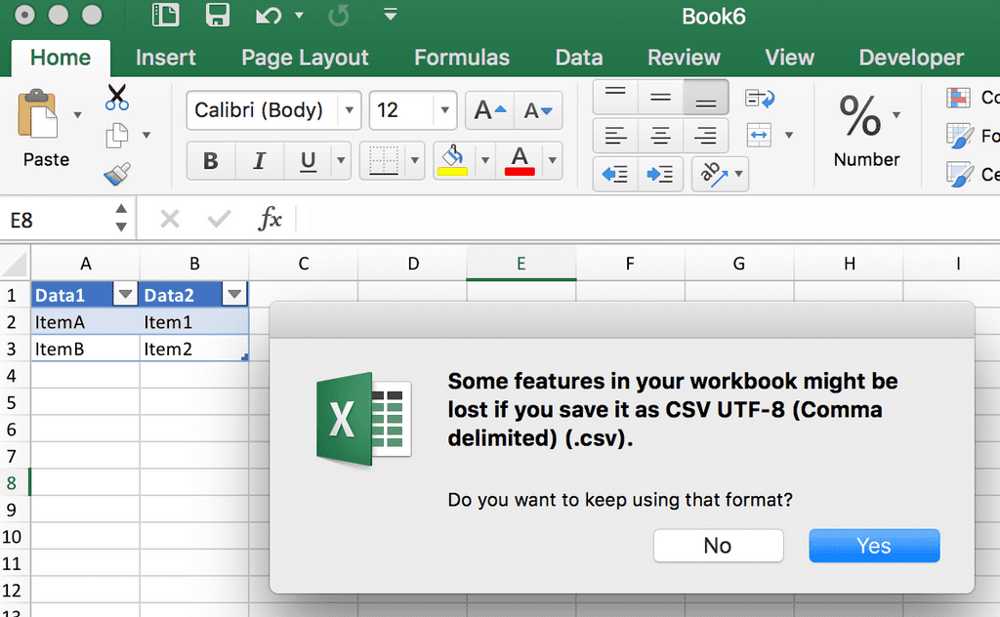 Book6
Home Insert Page Layout Formulas Data Review View Developer
Calibri (Body) 12 A A
Paste B I U A ab % Number
E8 fx
A B C D E F G H I
1 Data1 Data2
2 ItemA Item1
3 ItemB Item2
4
5
6
7
8
9
10
11
12
X
Some features in your workbook might be
lost if you save it as CSV UTF-8 (Comma
delimited) (.csv).
Do you want to keep using that format?
No Yes